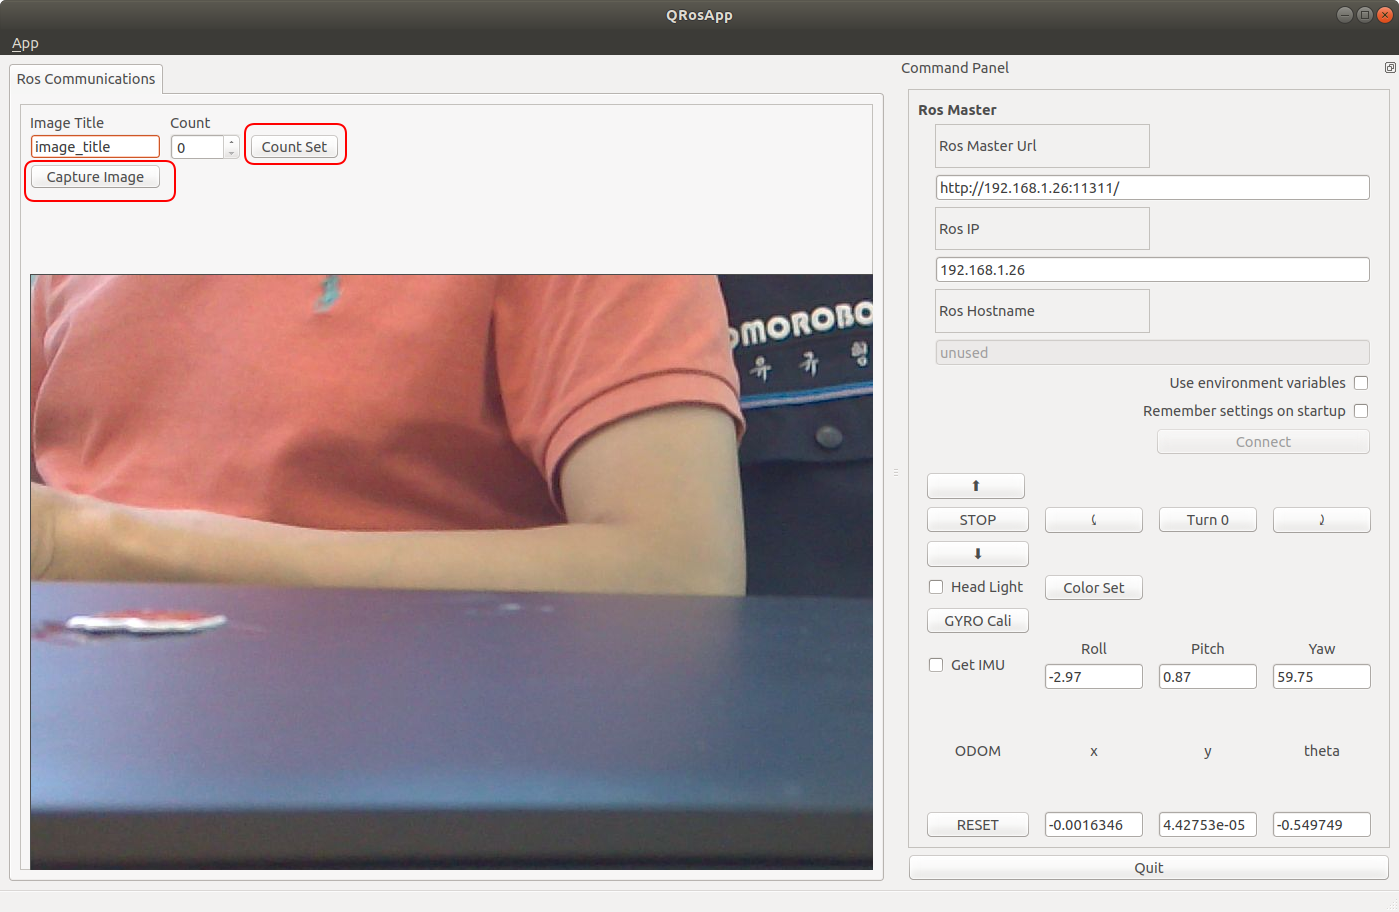 QRosApp
App
Ros Communications
Image Title Count
image_title 0 Count Set
Capture Image
OMOROBO
유 규 형
Command Panel
Ros Master
Ros Master Url
http://192.168.1.26:11311/
Ros IP
192.168.1.26
Ros Hostname
unused
Use environment variables
Remember settings on startup
Connect
⬆
STOP ⤹ Turn 0 ⤸
⬇
Head Light Color Set
GYRO Cali
Roll Pitch Yaw
Get IMU -2.97 0.87 59.75
ODOM x y theta
RESET -0.0016346 4.42753e-05 -0.549749
Quit